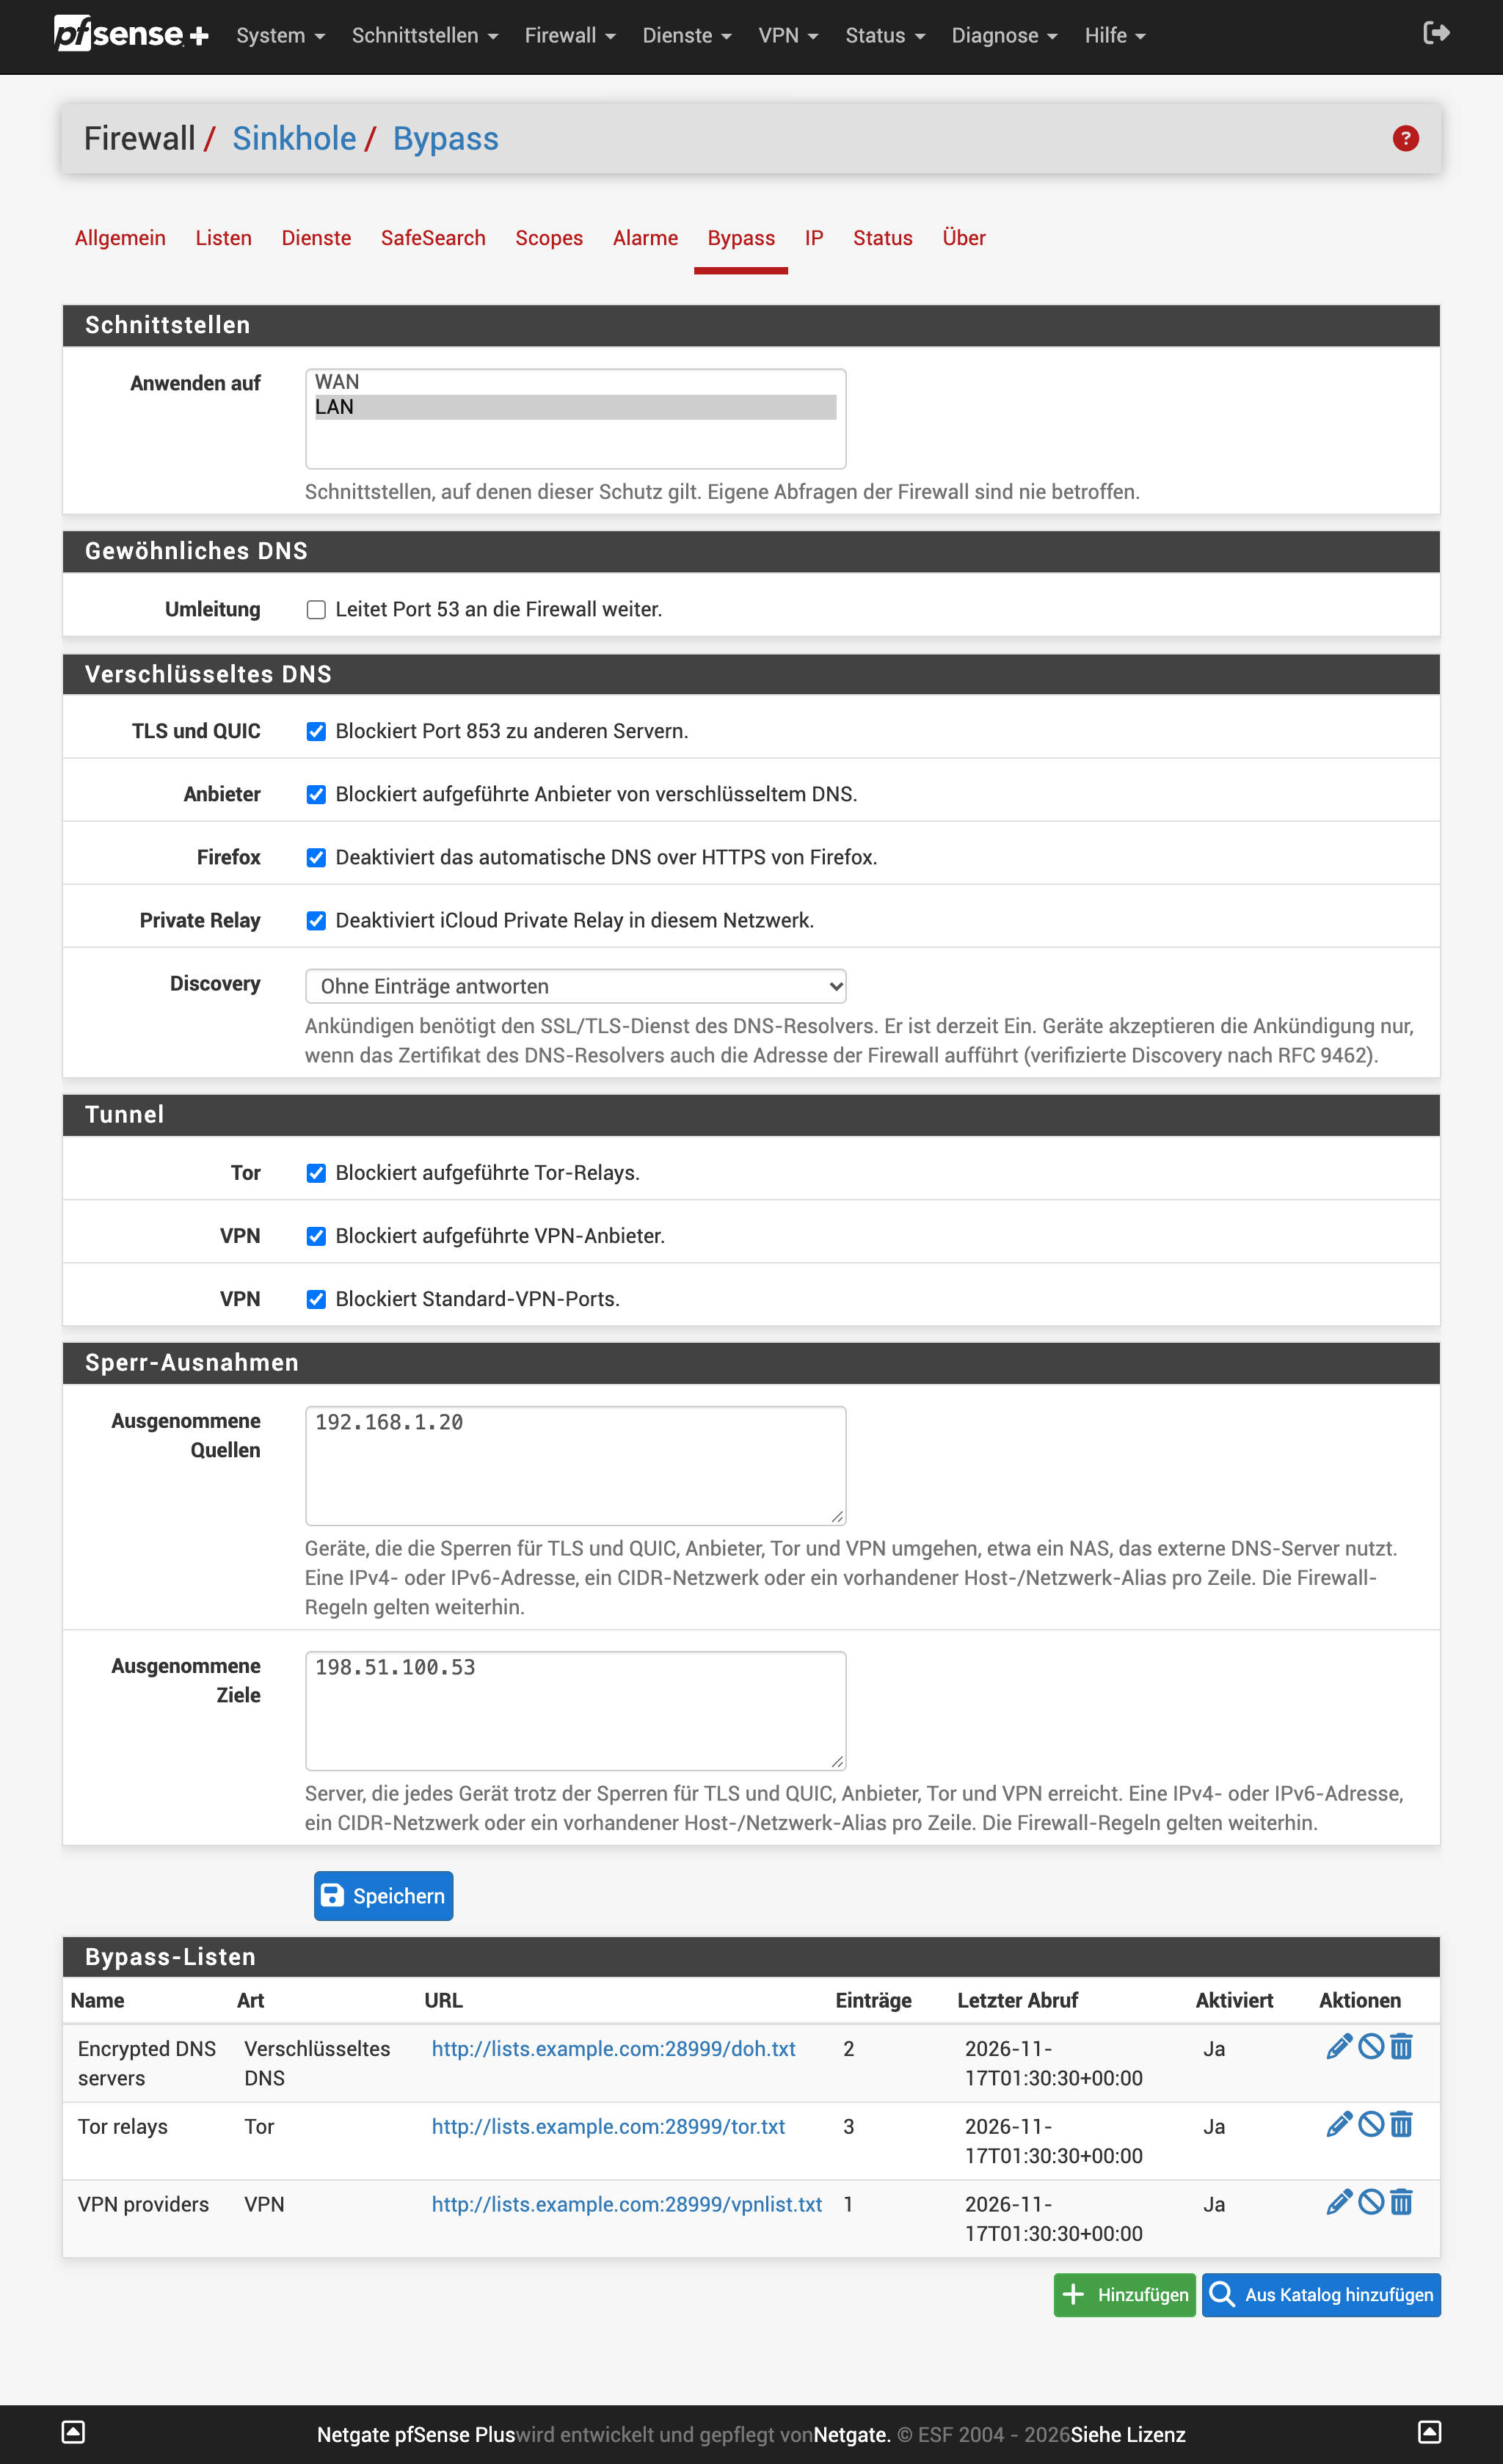 pfsense +
System
Schnittstellen
Firewall
Dienste
VPN
Status
Diagnose
Hilfe
Firewall / Sinkhole / Bypass
?
Allgemein
Listen
Dienste
SafeSearch
Scopes
Alarme
Bypass
IP
Status
Über
Schnittstellen
Anwenden auf
WAN
LAN
Schnittstellen, auf denen dieser Schutz gilt. Eigene Abfragen der Firewall sind nie betroffen.
Gewöhnliches DNS
Umleitung
Leitet Port 53 an die Firewall weiter.
Verschlüsseltes DNS
TLS und QUIC
Blockiert Port 853 zu anderen Servern.
Anbieter
Blockiert aufgeführte Anbieter von verschlüsseltem DNS.
Firefox
Deaktiviert das automatische DNS over HTTPS von Firefox.
Private Relay
Deaktiviert iCloud Private Relay in diesem Netzwerk.
Discovery
Ohne Einträge antworten
Ankündigen benötigt den SSL/TLS-Dienst des DNS-Resolvers. Er ist derzeit Ein. Geräte akzeptieren die Ankündigung nur,
wenn das Zertifikat des DNS-Resolvers auch die Adresse der Firewall aufführt (verifizierte Discovery nach RFC 9462).
Tunnel
Tor
Blockiert aufgeführte Tor-Relays.
VPN
Blockiert aufgeführte VPN-Anbieter.
VPN
Blockiert Standard-VPN-Ports.
Sperr-Ausnahmen
Ausgenommene
Quellen
192.168.1.20
Geräte, die die Sperren für TLS und QUIC, Anbieter, Tor und VPN umgehen, etwa ein NAS, das externe DNS-Server nutzt.
Eine IPv4- oder IPv6-Adresse, ein CIDR-Netzwerk oder ein vorhandener Host-/Netzwerk-Alias pro Zeile. Die Firewall-
Regeln gelten weiterhin.
Ausgenommene
Ziele
198.51.100.53
Server, die jedes Gerät trotz der Sperren für TLS und QUIC, Anbieter, Tor und VPN erreicht. Eine IPv4- oder IPv6-Adresse,
ein CIDR-Netzwerk oder ein vorhandener Host-/Netzwerk-Alias pro Zeile. Die Firewall-Regeln gelten weiterhin.
Speichern
Bypass-Listen
Name Art URL Einträge Letzter Abruf Aktiviert Aktionen
Encrypted DNS Verschlüsseltes http://lists.example.com:28999/doh.txt 2 2026-11- Ja
servers DNS 17T01:30:30+00:00
Tor relays Tor http://lists.example.com:28999/tor.txt 3 2026-11- Ja
17T01:30:30+00:00
VPN providers VPN http://lists.example.com:28999/vpnlist.txt 1 2026-11- Ja
17T01:30:30+00:00
Hinzufügen
Aus Katalog hinzufügen
Netgate pfSense Pluswird entwickelt und gepflegt vonNetgate. © ESF 2004 - 2026Siehe Lizenz